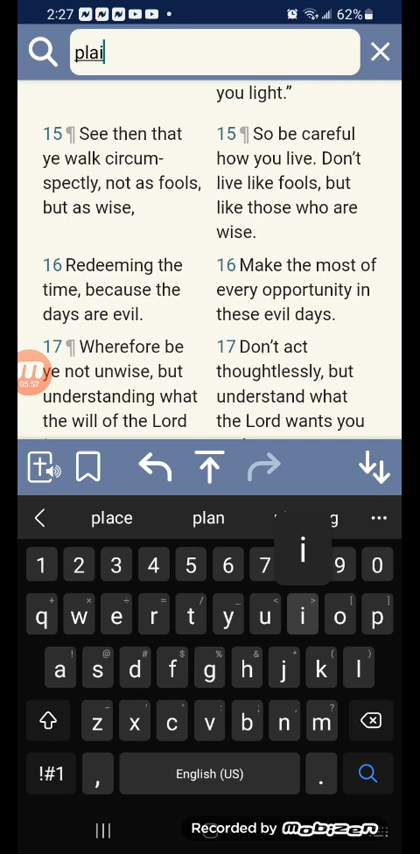 2:27 62%
plai
you light.”
15 ¶ See then that
ye walk circum-
spectly, not as fools,
but as wise,
15 ¶ So be careful
how you live. Don’t
live like fools, but
like those who are
wise.
16 Redeeming the
time, because the
days are evil.
16 Make the most of
every opportunity in
these evil days.
17 ¶ Wherefore be
ye not unwise, but
understanding what
the will of the Lord
17 Don’t act
thoughtlessly, but
understand what
the Lord wants you
05:52
place plan g ...
i
1 2 3 4 5 6 7 9 0
q w e r t y u i o p
a s d f g h j k l
z x c v b n m
!#1 , English (US) .
Recorded by mobizen